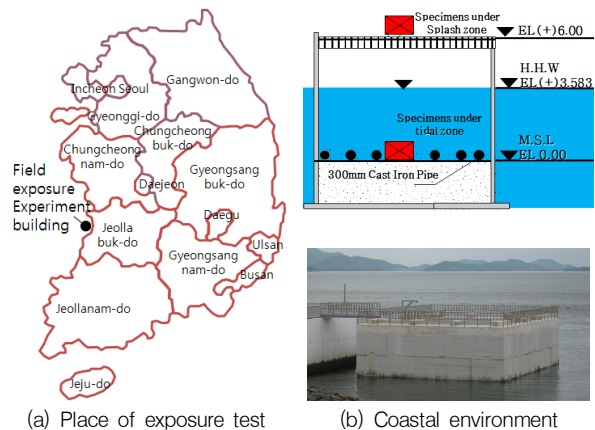 Incheon Seoul
Gangwon-do
Gyeonggi-do
Chungcheong
buk-do
Chungcheong
nam-do
Gyeongsang
buk-do
Daejeon
Field
exposure
Experiment
building
Daegu
Jeolla
buk-do
Ulsan
Gyeongsang
nam-do
Busan
Jeollanam-do
Jeju-do
(a) Place of exposure test
Specimens under
Splash zone
EL(+)6.00
H.H.W
EL(+)3.583
Specimens under
tidal zone
M.S.L
EL 0.00
300mm Cast Iron Pipe
(b) Coastal environment